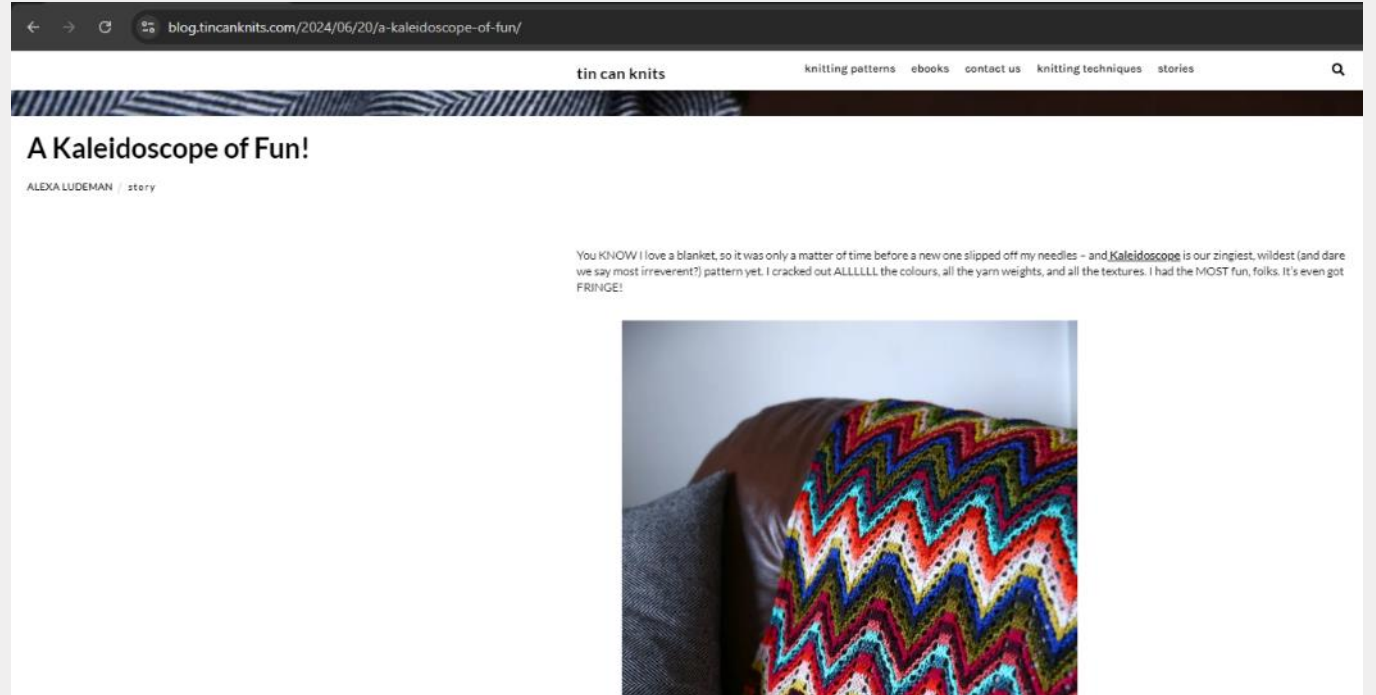 blog.tincanknits.com/2024/06/20/a-kaleidoscope-of-fun/
tin can knits
knitting patterns ebooks contact us knitting techniques stories
A Kaleidoscope of Fun!
ALEXA LUDEMAN / story
You KNOW I love a blanket, so it was only a matter of time before a new one slipped off my needles – and Kaleidoscope is our zingiest, wildest (and dare
we say most irreverent?) pattern yet. I cracked out ALLLLLL the colours, all the yarn weights, and all the textures. I had the MOST fun, folks. It's even got
FRINGE!